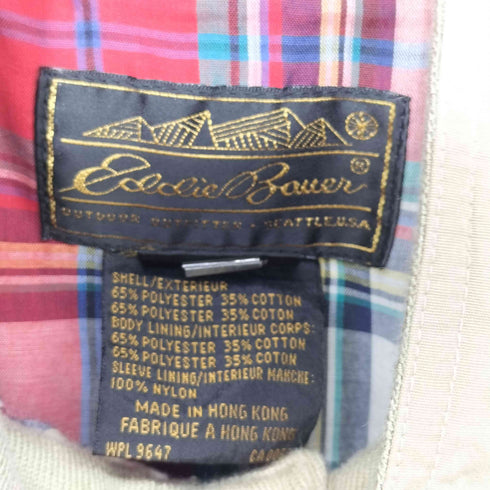 Eddie Bauer®
OUTDOOR OUTFITTER • SEATTLE, U.S.A.
SHELL/EXTERIEUR
65% POLYESTER 35% COTTON
65% POLYESTER 35% COTON
BODY LINING/INTERIEUR CORPS:
65% POLYESTER 35% COTTON
65% POLYESTER 35% COTON
SLEEVE LINING/INTERIEUR MANCHE:
100% NYLON
MADE IN HONG KONG
FABRIQUE A HONG KONG
WPL 9647